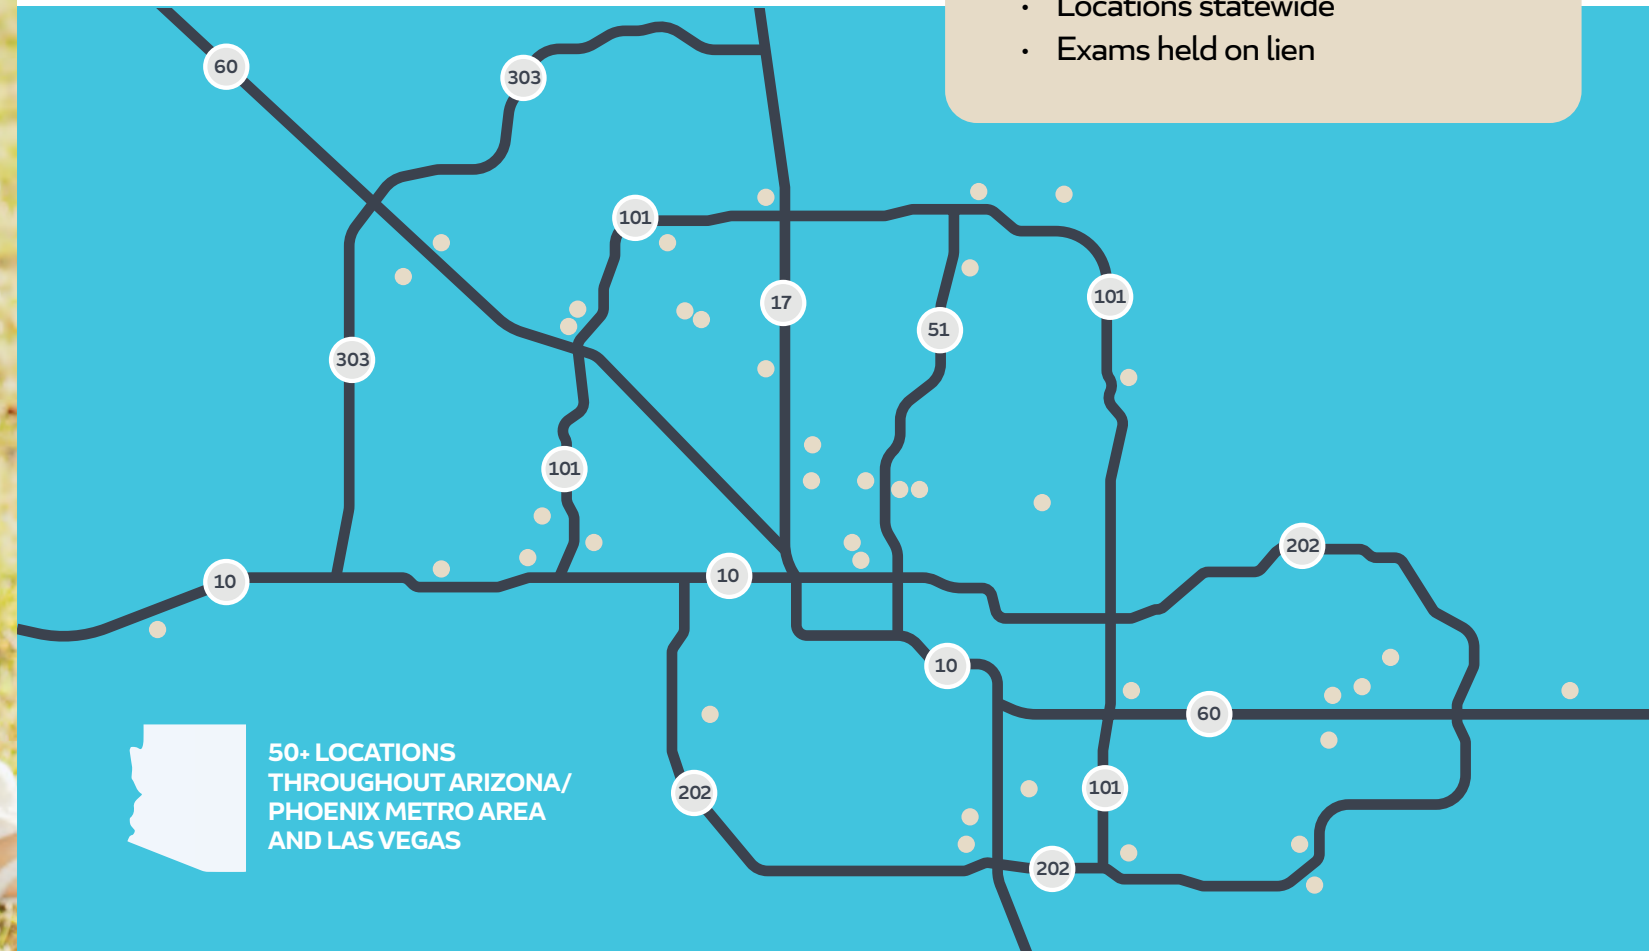 · Locations statewide
· Exams held on lien
60
303
101
17
101
51
303
101
202
10
10
10
60
202
101
202
50+ LOCATIONS
THROUGHOUT ARIZONA/
PHOENIX METRO AREA
AND LAS VEGAS